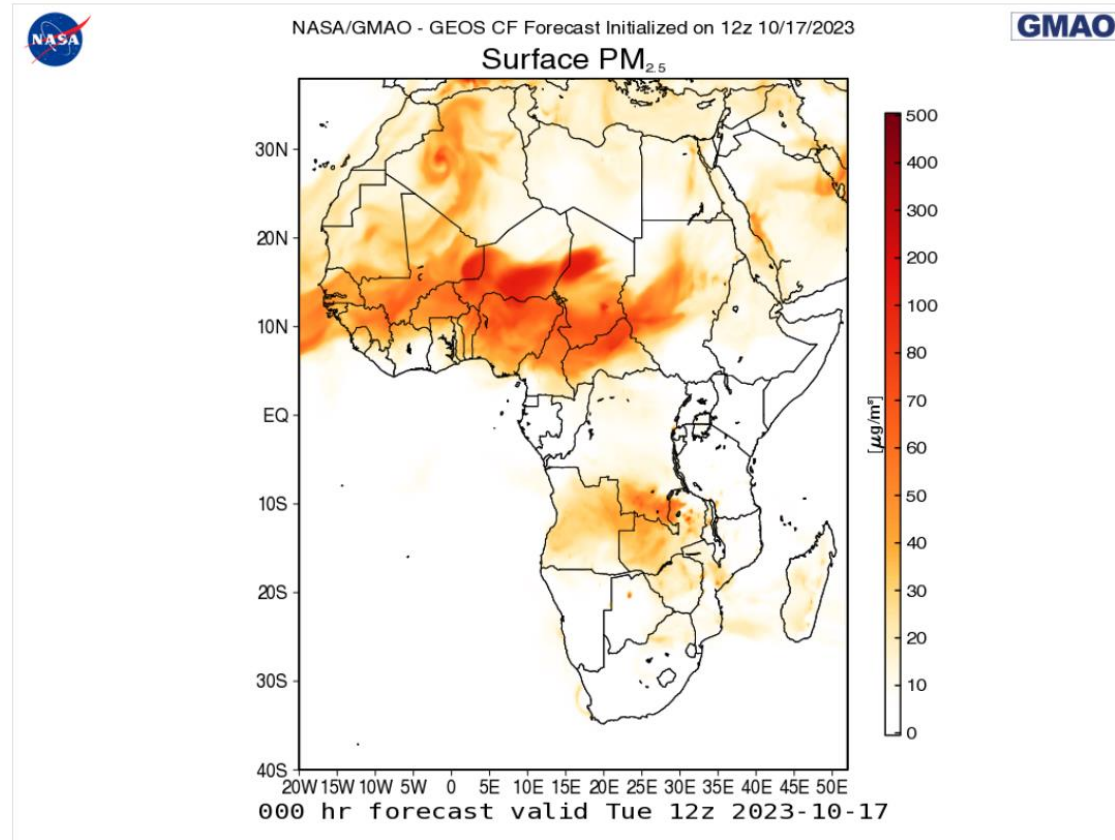 NASA
NASA/GMAO - GEOS CF Forecast Initialized on 12z 10/17/2023
GMAO
Surface PM2.5
500
400
300
200
100
80
70
60
50
40
30
20
10
0
[μg/m³]
30N
20N
10N
EQ
10S
20S
30S
40S
20W 15W 10W 5W 0 5E 10E 15E 20E 25E 30E 35E 40E 45E 50E
000 hr forecast valid Tue 12z 2023-10-17